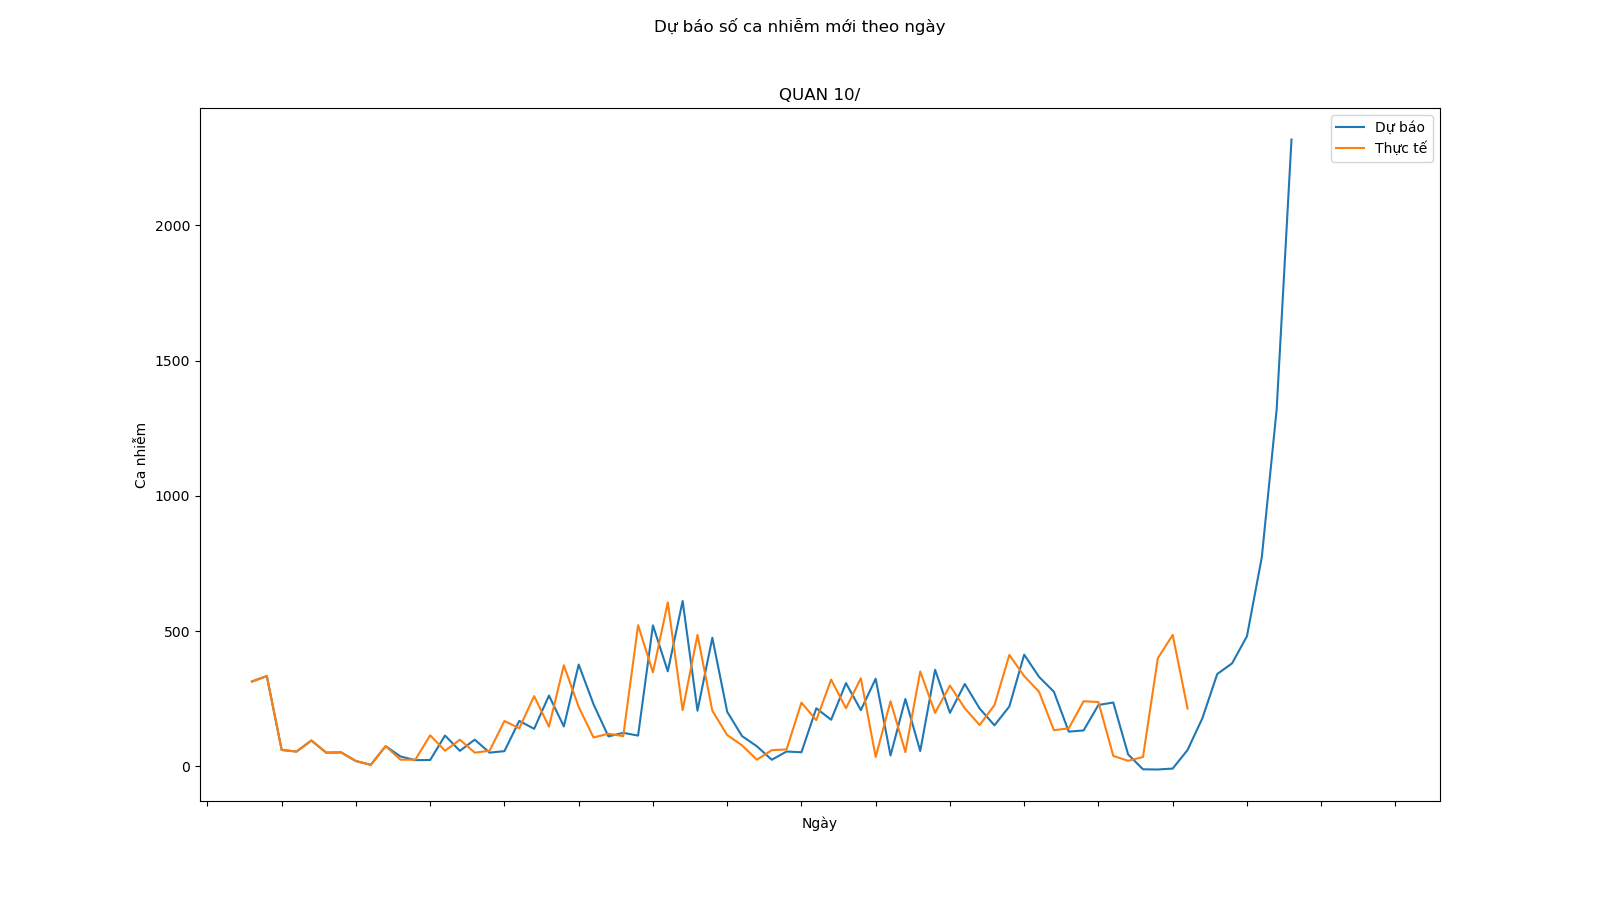 Dự báo số ca nhiễm mới theo ngày
QUAN 10/
Dự báo
Thực tế
2000
1500
1000
500
0
Ca nhiễm
Ngày